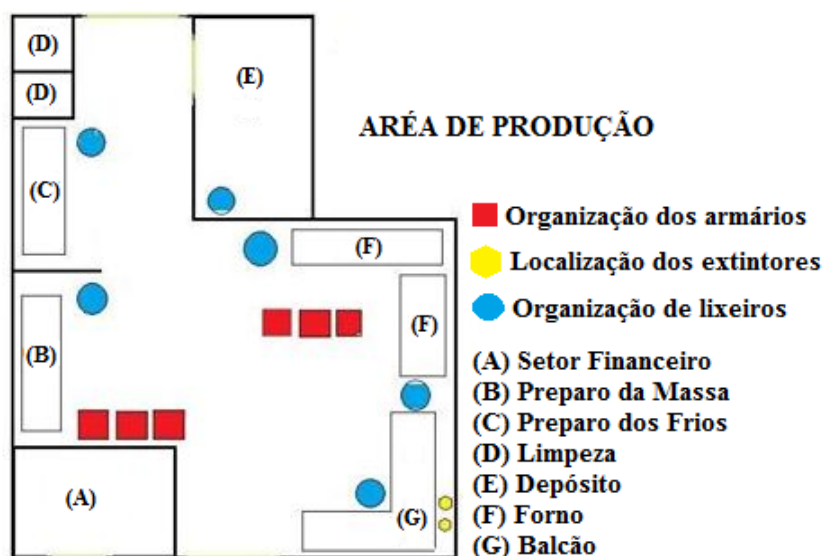 (D)
(D)
(E)
(C)
(F)
(F)
(B)
(A)
(G)
ARÉA DE PRODUÇÃO
Organização dos armários
Localização dos extintores
Organização de lixeiros
(A) Setor Financeiro
(B) Preparo da Massa
(C) Preparo dos Frios
(D) Limpeza
(E) Depósito
(F) Forno
(G) Balcão